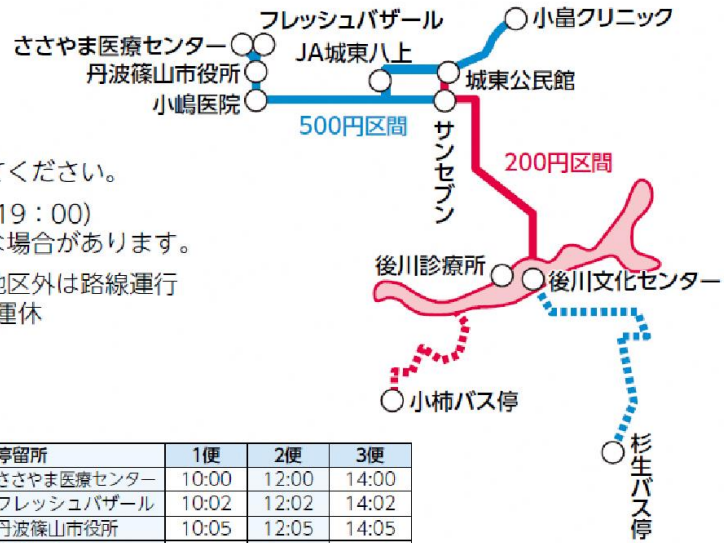 フレッシュバザール
小畠クリニック
ささやま医療センター
JA城東八上
丹波篠山市役所
城東公民館
小嶋医院
500円区間
サンセブン
200円区間
てください。
19：00)
な場合があります。
地区外は路線運行
運休
後川診療所
後川文化センター
小柿バス停
杉生バス停
停留所 1便 2便 3便
ささやま医療センター 10:00 12:00 14:00
フレッシュバザール 10:02 12:02 14:02
丹波篠山市役所 10:05 12:05 14:05